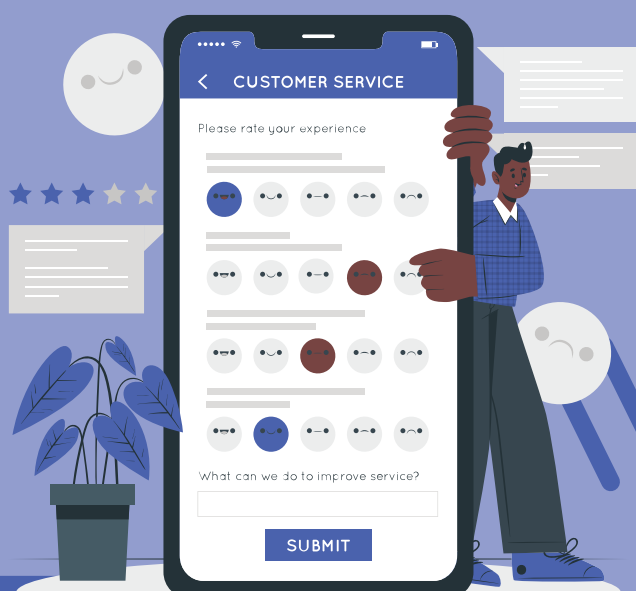 CUSTOMER SERVICE
Please rate your experience
What can we do to improve service?
SUBMIT